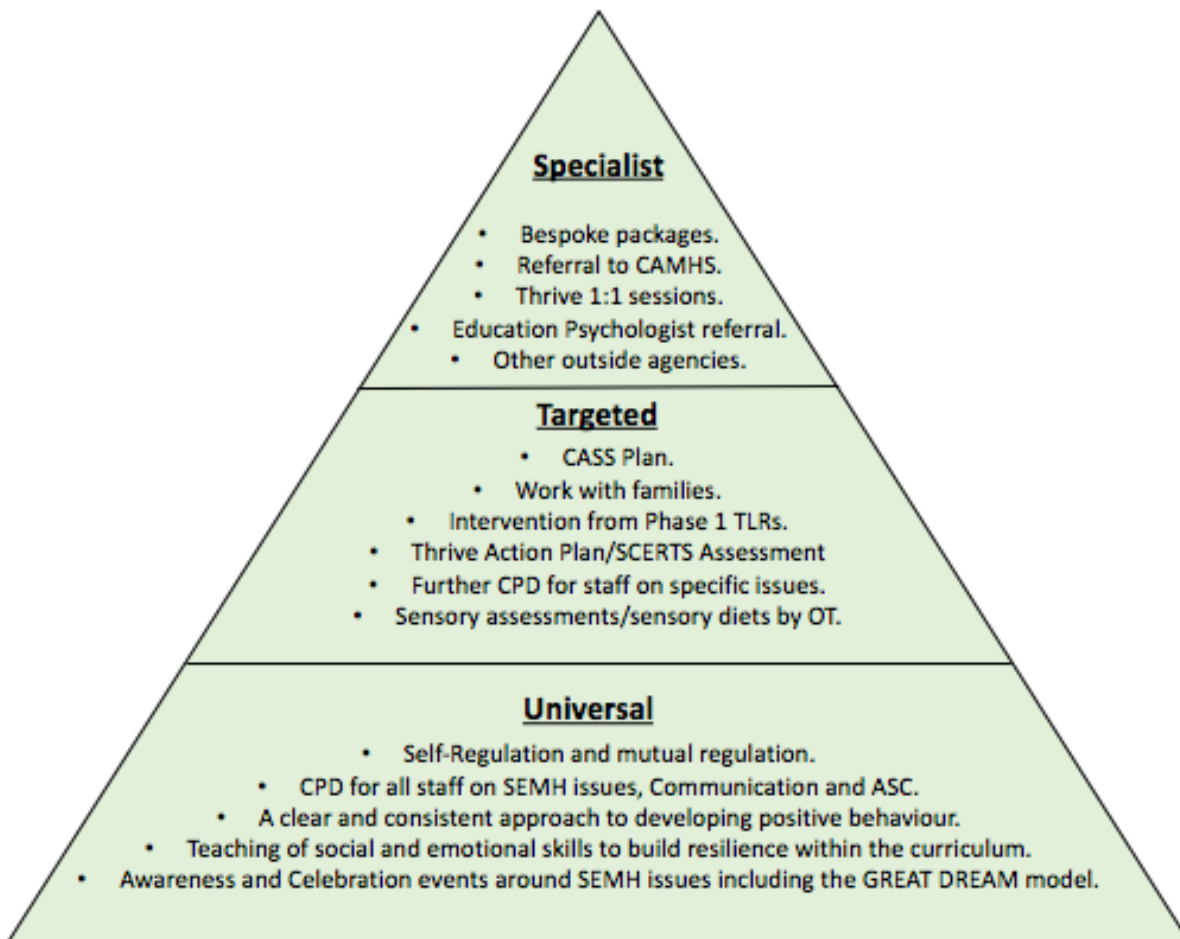 Specialist
• Bespoke packages.
• Referral to CAMHS.
• Thrive 1:1 sessions.
• Education Psychologist referral.
• Other outside agencies.
Targeted
• CASS Plan.
• Work with families.
• Intervention from Phase 1 TLRs.
• Thrive Action Plan/SCERTS Assessment
• Further CPD for staff on specific issues.
• Sensory assessments/sensory diets by OT.
Universal
• Self-Regulation and mutual regulation.
• CPD for all staff on SEMH issues, Communication and ASC.
• A clear and consistent approach to developing positive behaviour.
• Teaching of social and emotional skills to build resilience within the curriculum.
• Awareness and Celebration events around SEMH issues including the GREAT DREAM model.